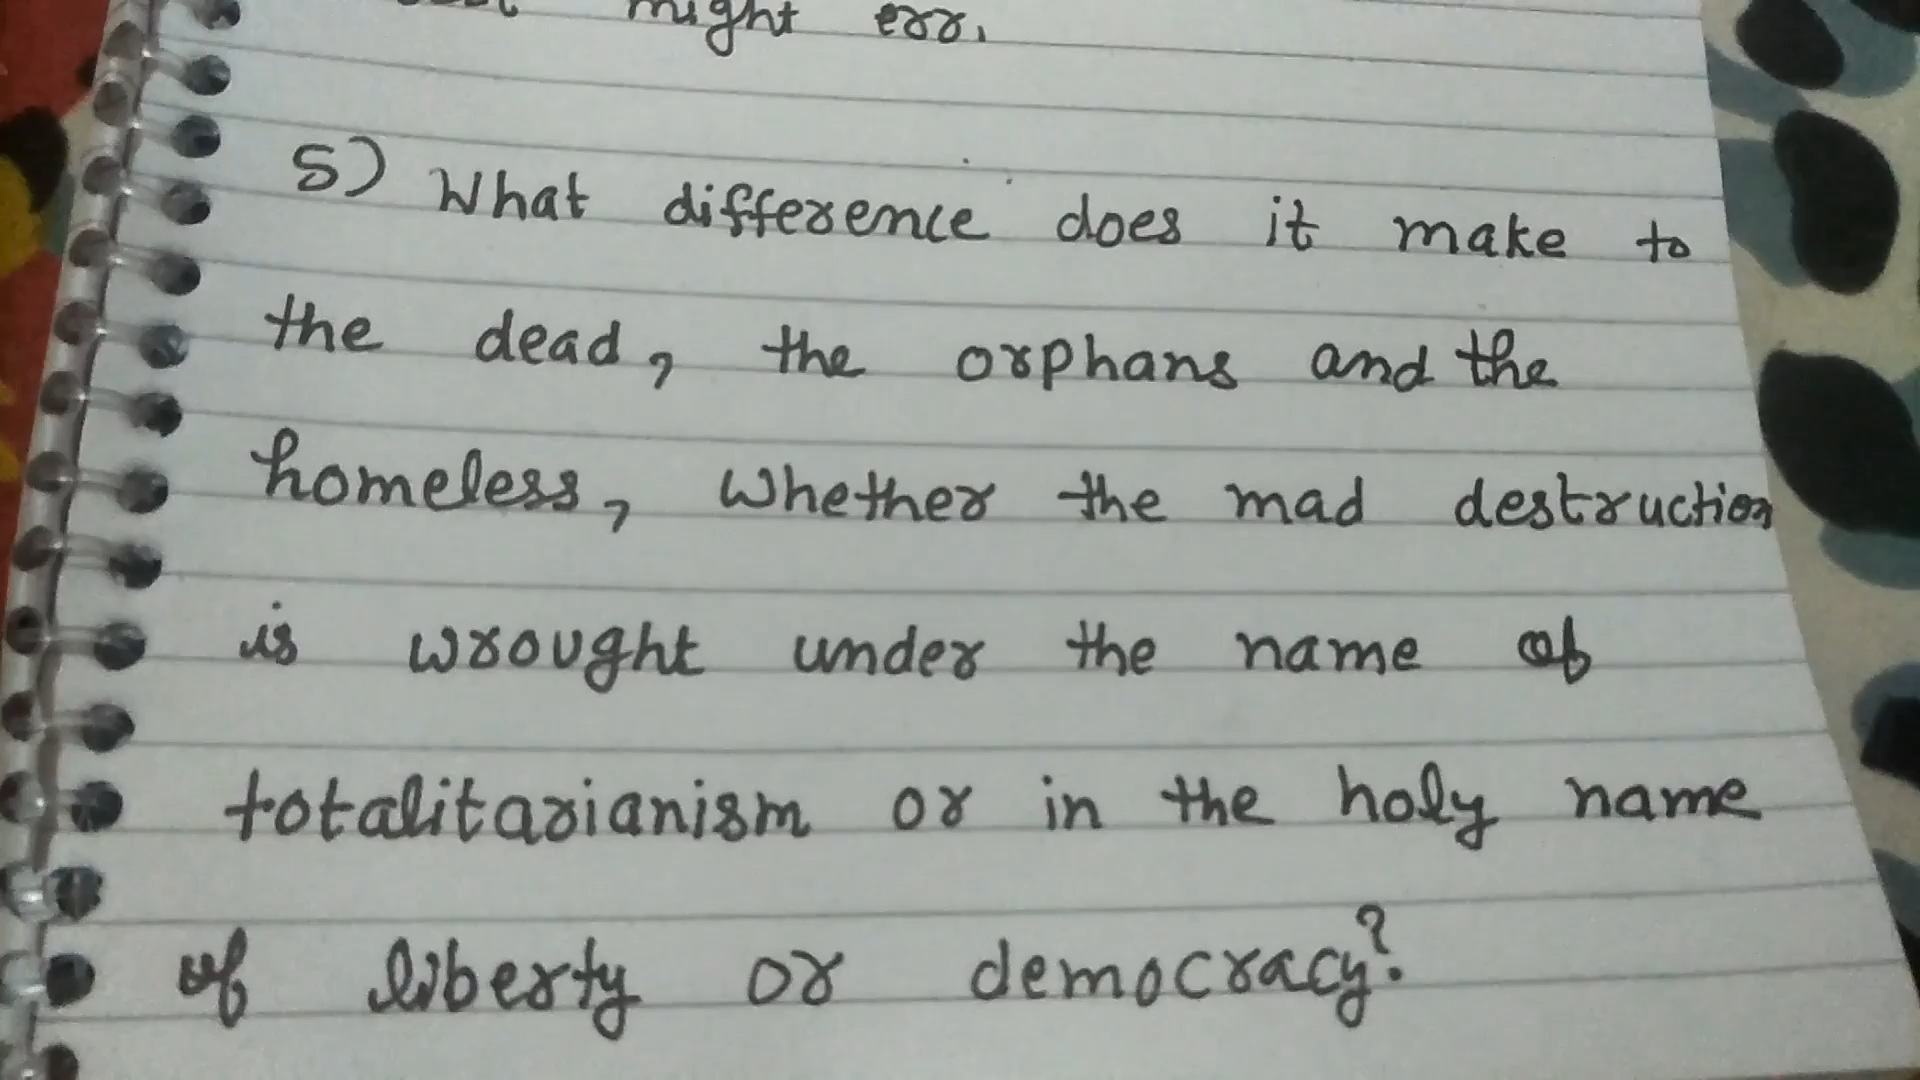 might err.
5) What difference does it make to
the dead, the orphans and the
homeless, whether the mad destruction
is wrought under the name of
totalitarianism or in the holy name
of liberty or democracy?